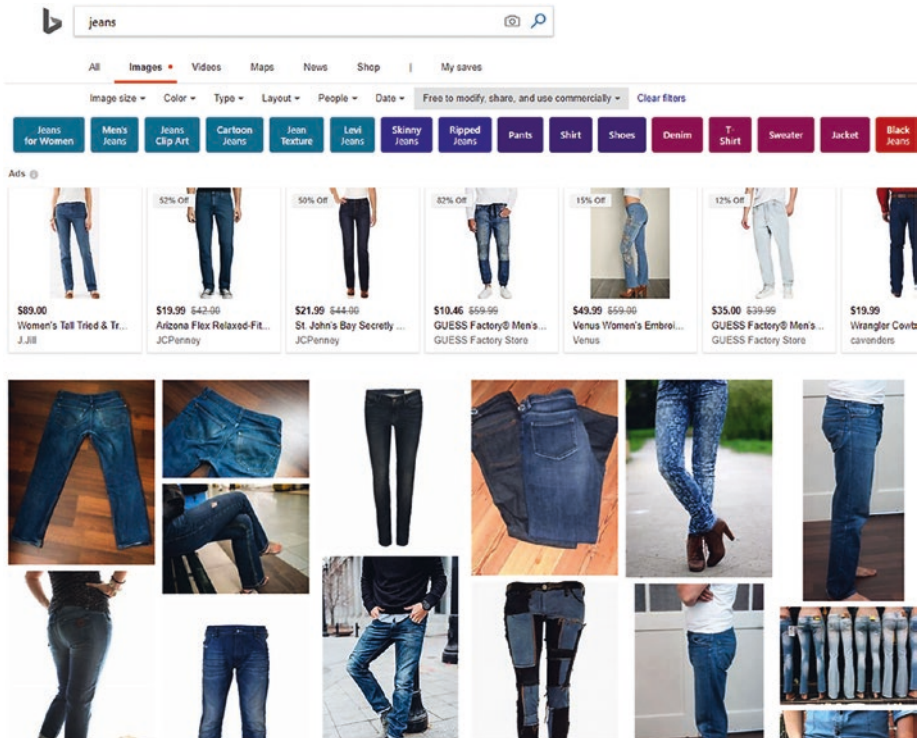 jeans
All Images Videos Maps News Shop | My saves
Image size Color Type Layout People Date Free to modify, share, and use commercially Clear filters
Jeans for Women
Men's Jeans
Jeans Clip Art
Cartoon Jeans
Jean Texture
Levi Jeans
Skinny Jeans
Ripped Jeans
Pants
Shirt
Shoes
Denim
T-Shirt
Sweater
Jacket
Black Jeans
Ads
$89.00
Women's Tall Tried & Tr...
J.Jill
52% Off
$19.99 $42.00
Arizona Flex Relaxed-Fit...
JCPenney
50% Off
$21.99 $44.00
St. John's Bay Secretly ...
JCPenney
82% Off
$10.46 $59.99
GUESS Factory® Men's...
GUESS Factory Store
15% Off
$49.99 $59.00
Venus Women's Embroi...
Venus
12% Off
$35.00 $39.99
GUESS Factory® Men's...
GUESS Factory Store
$19.99
Wrangler Cowb
cavenders